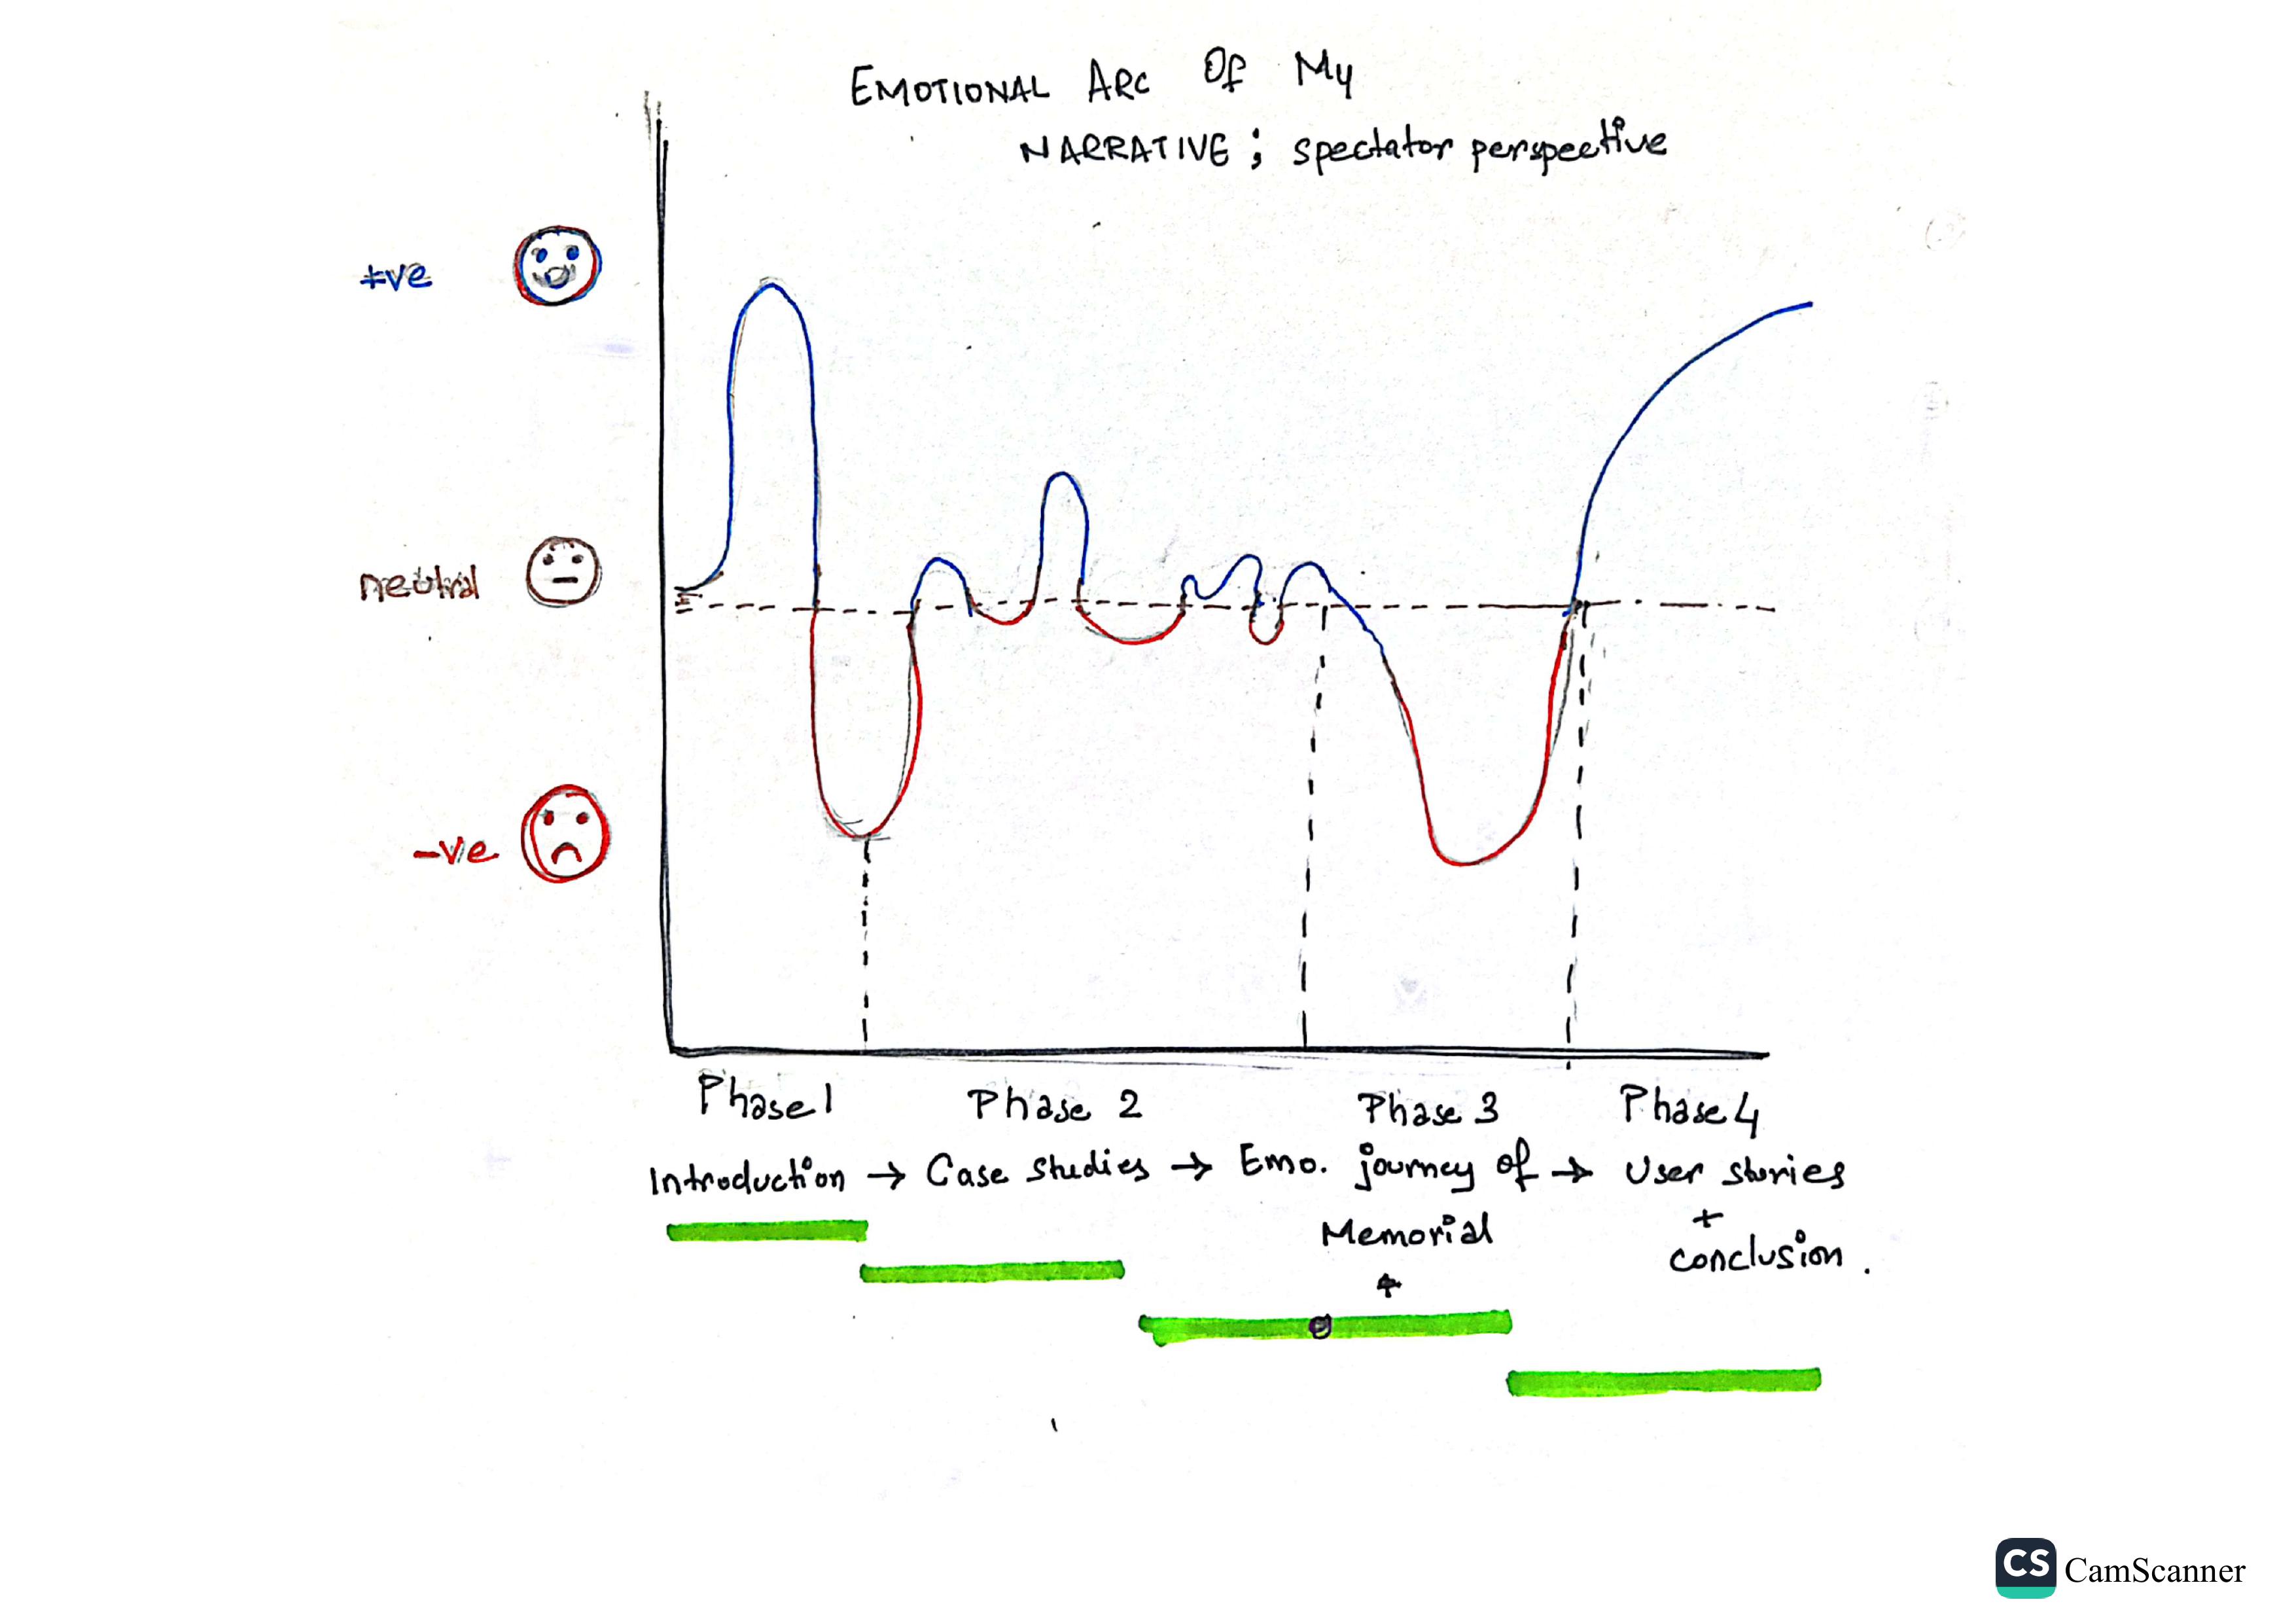 EMOTIONAL ARC Of My
NARRATIVE ; spectator perspective
+ve
neutral
-ve
Phase 1 Phase 2 Phase 3 Phase 4
Introduction → Case studies → Emo. journey of → User stories
Memorial +
conclusion .
CS CamScanner